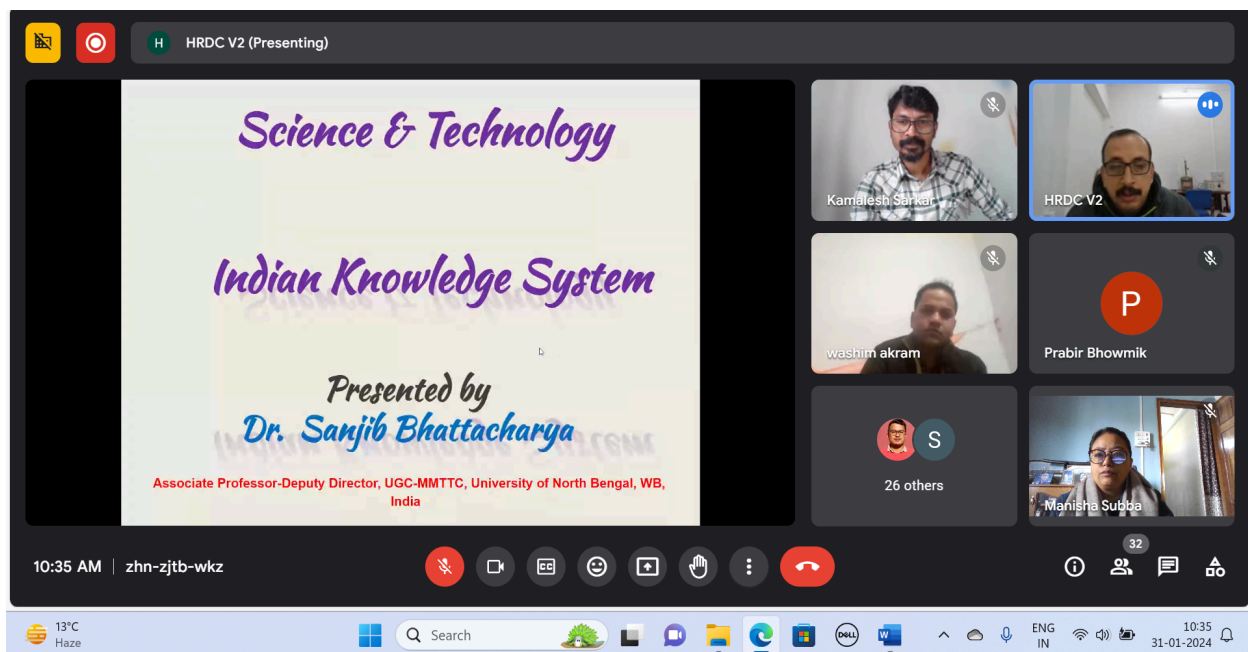 H HRDC V2 (Presenting)
Science & Technology
Indian Knowledge System
Presented by
Dr. Sanjib Bhattacharya
Associate Professor-Deputy Director, UGC-MMTTC, University of North Bengal, WB,
India
Kamalesh Sarkar
HRDC V2
washim akram
P
Prabir Bhowmik
S
26 others
Manisha Subba
10:35 AM | zhn-zjtb-wkz
CC
32
13°C
Haze
Search
DELL
W
ENG
IN
10:35
31-01-2024